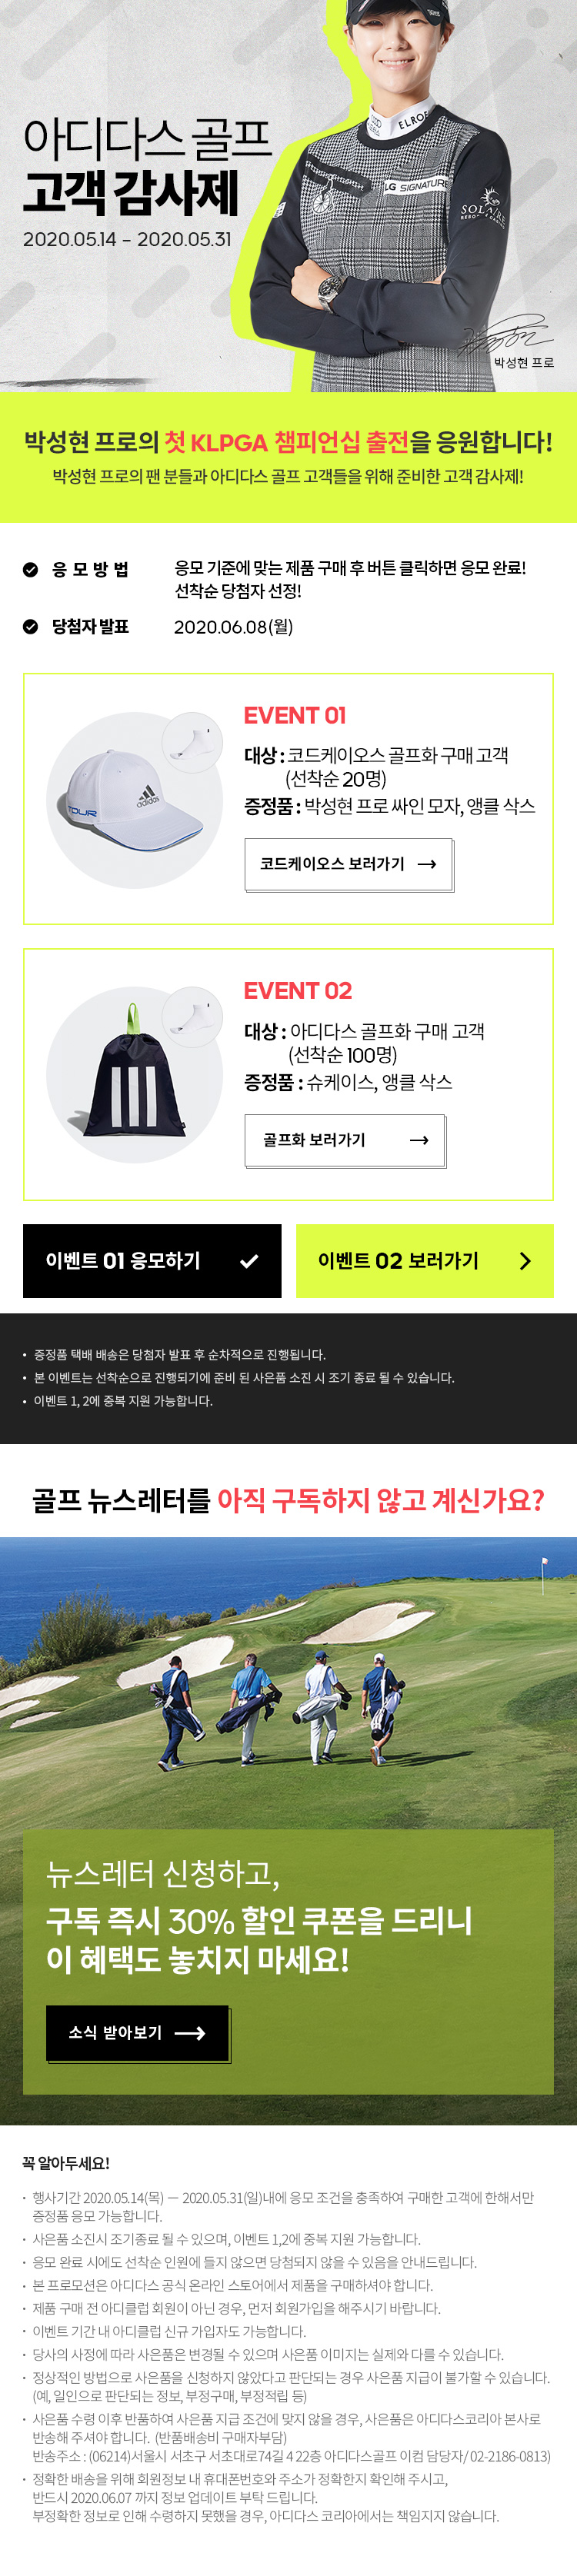 아디다스 골프
고객 감사제
2020.05.14 - 2020.05.31
ELROE
LG SIGNATURE
SOLAIRE
박성현 프로
박성현 프로의 첫 KLPGA 챔피언십 출전을 응원합니다!
박성현 프로의 팬 분들과 아디다스 골프 고객들을 위해 준비한 고객 감사제!
응 모 방 법
응모 기준에 맞는 제품 구매 후 버튼 클릭하면 응모 완료!
선착순 당첨자 선정!
당첨자 발표
2020.06.08(월)
EVENT 01
대상 : 코드케이오스 골프화 구매 고객
(선착순 20명)
증정품 : 박성현 프로 싸인 모자, 앵클 삭스
코드케이오스 보러가기
adidas
TOUR
EVENT 02
대상 : 아디다스 골프화 구매 고객
(선착순 100명)
증정품 : 슈케이스, 앵클 삭스
골프화 보러가기
이벤트 01 응모하기
이벤트 02 보러가기
• 증정품 택배 배송은 당첨자 발표 후 순차적으로 진행됩니다.
• 본 이벤트는 선착순으로 진행되기에 준비 된 사은품 소진 시 조기 종료 될 수 있습니다.
• 이벤트 1, 2에 중복 지원 가능합니다.
골프 뉴스레터를 아직 구독하지 않고 계신가요?
뉴스레터 신청하고,
구독 즉시 30% 할인 쿠폰을 드리니
이 혜택도 놓치지 마세요!
소식 받아보기
꼭 알아두세요!
· 행사기간 2020.05.14(목) ㅡ 2020.05.31(일)내에 응모 조건을 충족하여 구매한 고객에 한해서만
증정품 응모 가능합니다.
· 사은품 소진시 조기종료 될 수 있으며, 이벤트 1,2에 중복 지원 가능합니다.
· 응모 완료 시에도 선착순 인원에 들지 않으면 당첨되지 않을 수 있음을 안내드립니다.
· 본 프로모션은 아디다스 공식 온라인 스토어에서 제품을 구매하셔야 합니다.
· 제품 구매 전 아디클럽 회원이 아닌 경우, 먼저 회원가입을 해주시기 바랍니다.
· 이벤트 기간 내 아디클럽 신규 가입자도 가능합니다.
· 당사의 사정에 따라 사은품은 변경될 수 있으며 사은품 이미지는 실제와 다를 수 있습니다.
· 정상적인 방법으로 사은품을 신청하지 않았다고 판단되는 경우 사은품 지급이 불가할 수 있습니다.
(예, 일인으로 판단되는 정보, 부정구매, 부정적립 등)
· 사은품 수령 이후 반품하여 사은품 지급 조건에 맞지 않을 경우, 사은품은 아디다스코리아 본사로
반송해 주셔야 합니다. (반품배송비 구매자부담)
반송주소 : (06214)서울시 서초구 서초대로74길 4 22층 아디다스골프 이컴 담당자/ 02-2186-0813)
· 정확한 배송을 위해 회원정보 내 휴대폰번호와 주소가 정확한지 확인해 주시고,
반드시 2020.06.07 까지 정보 업데이트 부탁 드립니다.
부정확한 정보로 인해 수령하지 못했을 경우, 아디다스 코리아에서는 책임지지 않습니다.